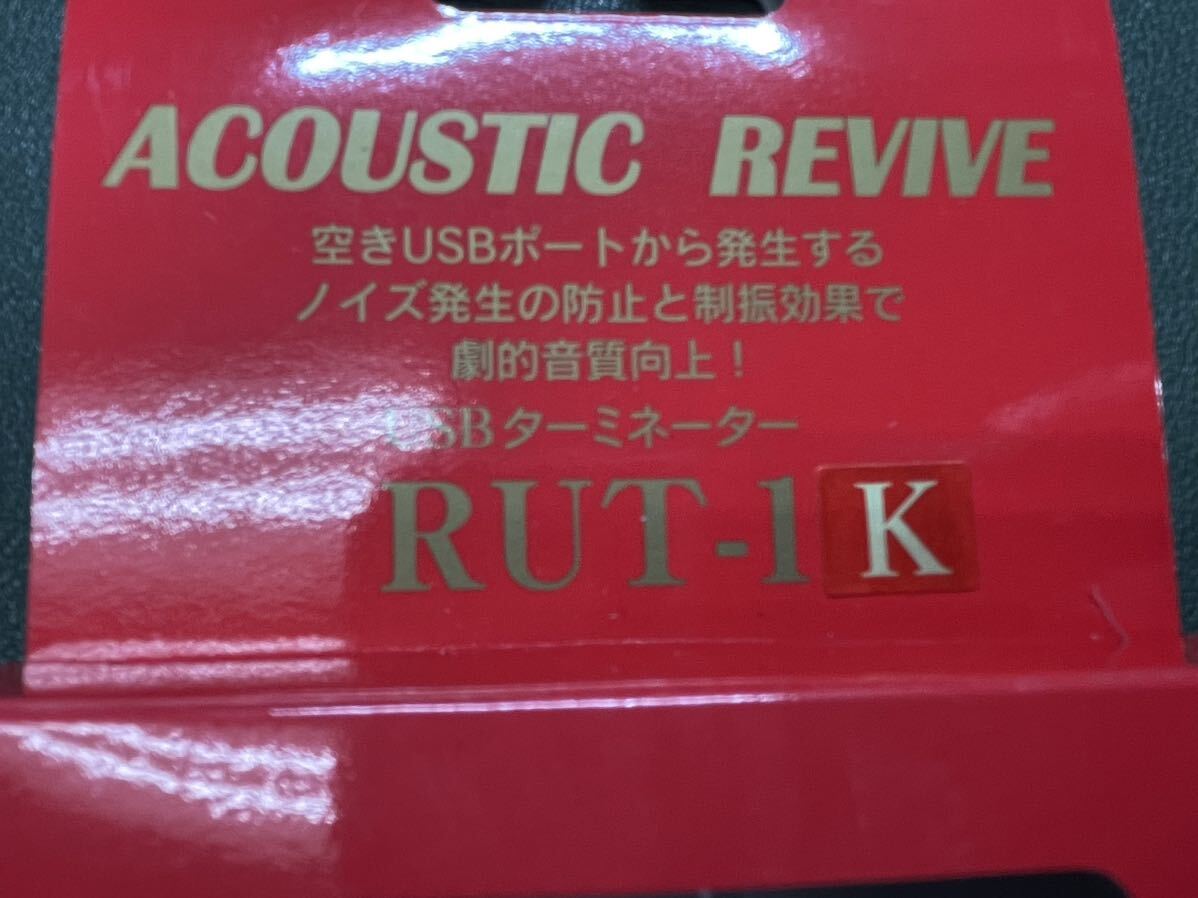 ACOUSTIC REVIVE
空きUSBポートから発生する
ノイズ発生の防止と制振効果で
劇的音質向上！
USBターミネーター
RUT-1 K